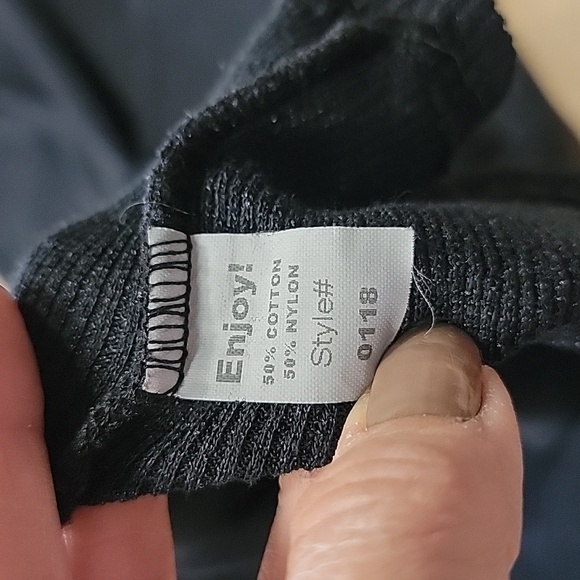 Enjoy!
50% COTTON
50% NYLON
Style#
0118